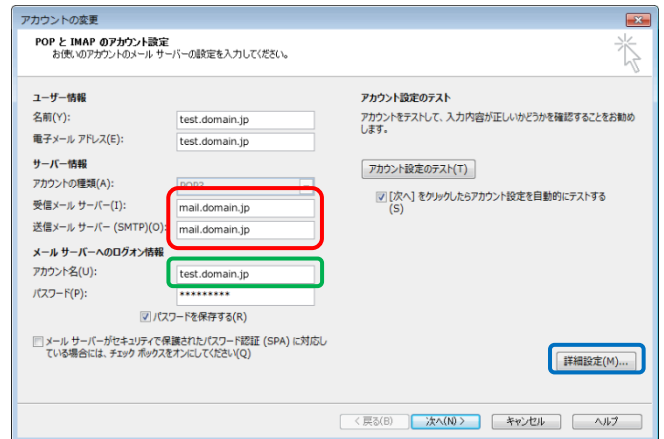 アカウントの変更
POP と IMAP のアカウント設定
お使いのアカウントのメール サーバーの設定を入力してください。
ユーザー情報
名前(Y):
test.domain.jp
電子メール アドレス(E):
test.domain.jp
サーバー情報
アカウントの種類(A):
POP3
受信メール サーバー(I):
mail.domain.jp
送信メール サーバー (SMTP)(O):
mail.domain.jp
メール サーバーへのログオン情報
アカウント名(U):
test.domain.jp
パスワード(P):
*********
パスワードを保存する(R)
メール サーバーがセキュリティで保護されたパスワード認証 (SPA) に対応し
ている場合には、チェック ボックスをオンにしてください(Q)
アカウント設定のテスト
アカウントをテストして、入力内容が正しいかどうかを確認することをお勧め
します。
アカウント設定のテスト(T)
[次へ] をクリックしたらアカウント設定を自動的にテストする
(S)
詳細設定(M)...
< 戻る(B)
次へ(N) >
キャンセル
ヘルプ